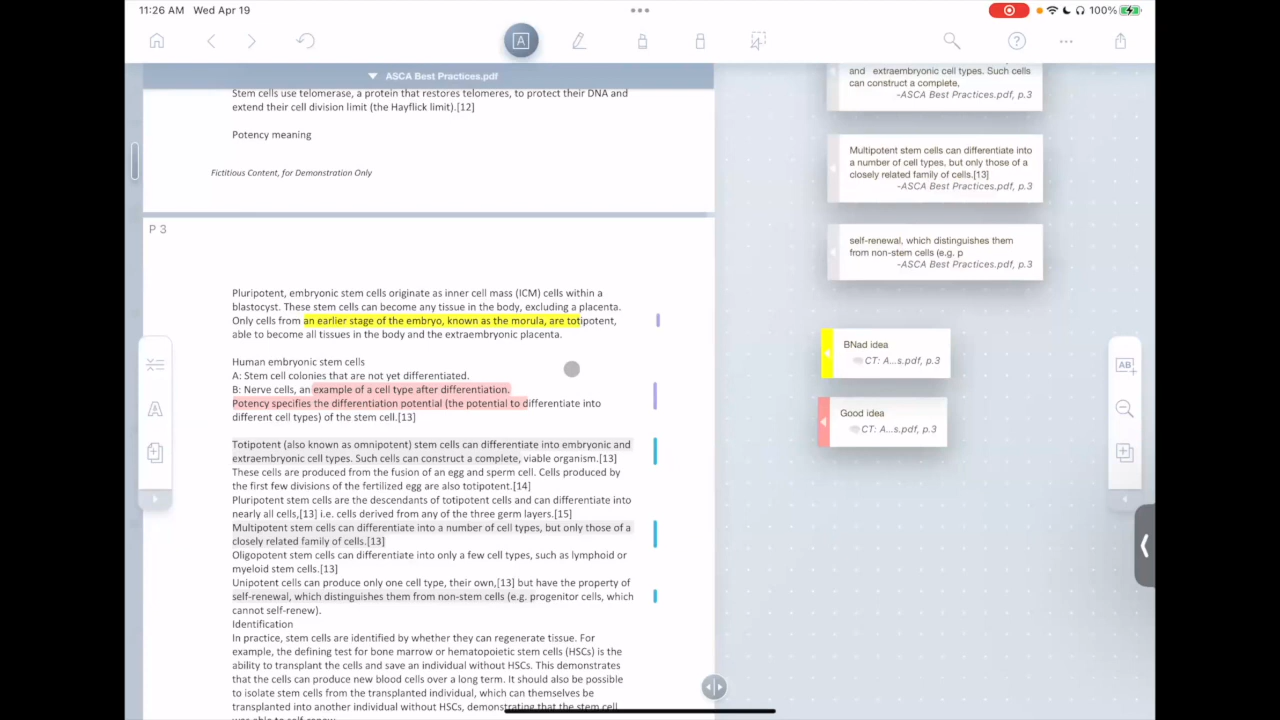 11:26 AM Wed Apr 19
100%
A
ASCA Best Practices.pdf
Stem cells use telomerase, a protein that restores telomeres, to protect their DNA and
extend their cell division limit (the Hayflick limit).[12]
Potency meaning
Fictitious Content, for Demonstration Only
P 3
Pluripotent, embryonic stem cells originate as inner cell mass (ICM) cells within a
blastocyst. These stem cells can become any tissue in the body, excluding a placenta.
Only cells from an earlier stage of the embryo, known as the morula, are totipotent,
able to become all tissues in the body and the extraembryonic placenta.
Human embryonic stem cells
A: Stem cell colonies that are not yet differentiated.
B: Nerve cells, an example of a cell type after differentiation.
Potency specifies the differentiation potential (the potential to differentiate into
different cell types) of the stem cell.[13]
Totipotent (also known as omnipotent) stem cells can differentiate into embryonic and
extraembryonic cell types. Such cells can construct a complete, viable organism.[13]
These cells are produced from the fusion of an egg and sperm cell. Cells produced by
the first few divisions of the fertilized egg are also totipotent.[14]
Pluripotent stem cells are the descendants of totipotent cells and can differentiate into
nearly all cells,[13] i.e. cells derived from any of the three germ layers.[15]
Multipotent stem cells can differentiate into a number of cell types, but only those of a
closely related family of cells.[13]
Oligopotent stem cells can differentiate into only a few cell types, such as lymphoid or
myeloid stem cells.[13]
Unipotent cells can produce only one cell type, their own,[13] but have the property of
self-renewal, which distinguishes them from non-stem cells (e.g. progenitor cells, which
cannot self-renew).
Identification
In practice, stem cells are identified by whether they can regenerate tissue. For
example, the defining test for bone marrow or hematopoietic stem cells (HSCs) is the
ability to transplant the cells and save an individual without HSCs. This demonstrates
that the cells can produce new blood cells over a long term. It should also be possible
to isolate stem cells from the transplanted individual, which can themselves be
transplanted into another individual without HSCs, demonstrating that the stem cell
was able to self-renew.
and extraembryonic cell types. Such cells
can construct a complete,
-ASCA Best Practices.pdf, p.3
Multipotent stem cells can differentiate into
a number of cell types, but only those of a
closely related family of cells.[13]
-ASCA Best Practices.pdf, p.3
self-renewal, which distinguishes them
from non-stem cells (e.g. p
-ASCA Best Practices.pdf, p.3
BNad idea
CT: A...s.pdf, p.3
Good idea
CT: A...s.pdf, p.3
A
AB